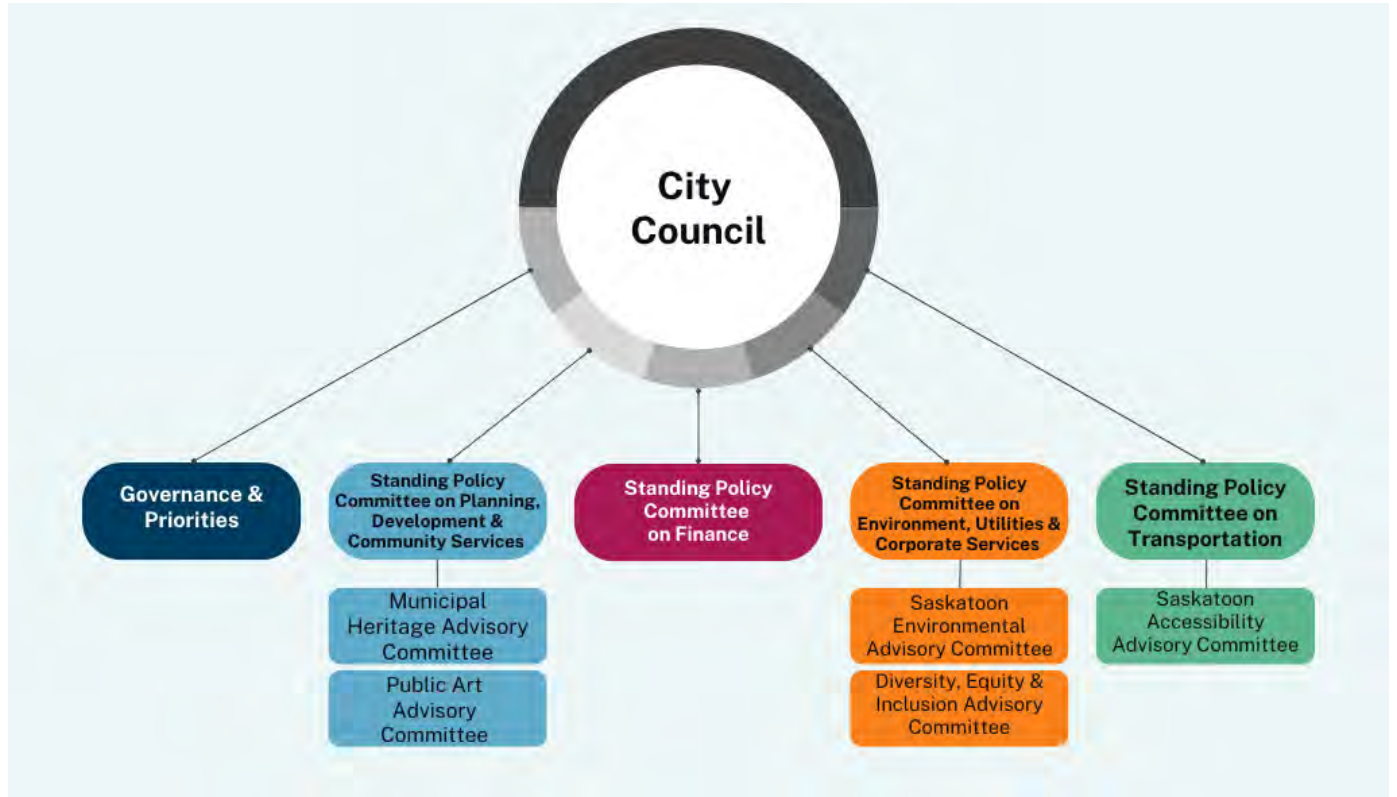 City
Council
Governance &
Priorities
Standing Policy
Committee on Planning,
Development &
Community Services
Standing Policy
Committee
on Finance
Standing Policy
Committee on
Environment, Utilities &
Corporate Services
Standing Policy
Committee on
Transportation
Municipal
Heritage Advisory
Committee
Public Art
Advisory
Committee
Saskatoon
Environmental
Advisory Committee
Diversity, Equity &
Inclusion Advisory
Committee
Saskatoon
Accessibility
Advisory Committee